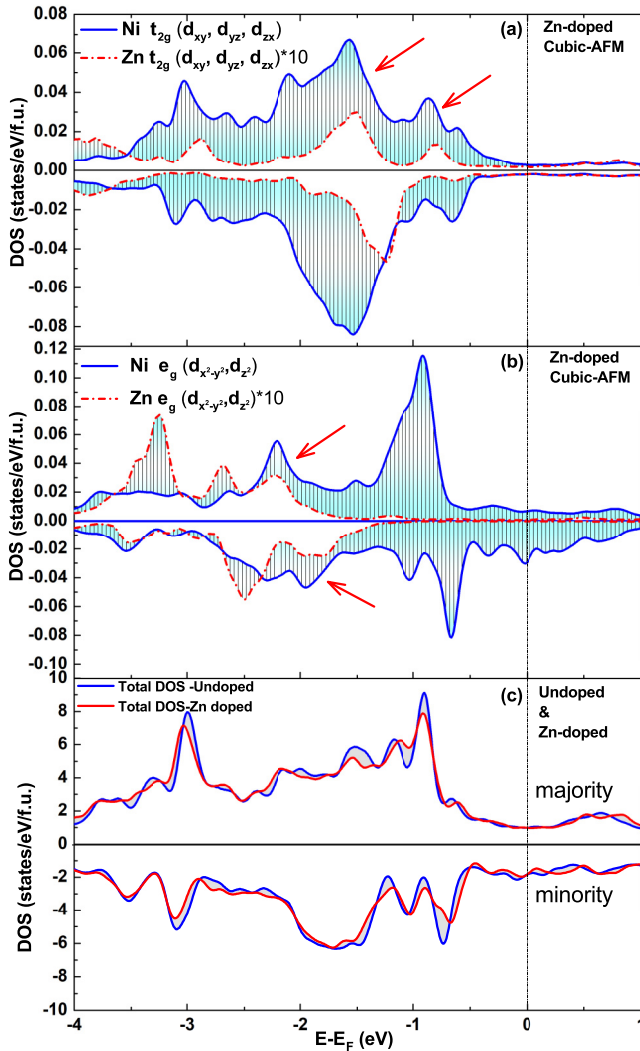 0.08
0.06
0.04
0.02
0.00
-0.02
-0.04
-0.06
-0.08
DOS (states/eV/f.u.)
Ni t2g (dxy, dyz, dzx)
Zn t2g (dxy, dyz, dzx)*10
(a)
Zn-doped
Cubic-AFM
0.12
0.10
0.08
0.06
0.04
0.02
0.00
-0.02
-0.04
-0.06
-0.08
-0.10
DOS (states/eV/f.u.)
Ni eg (dx²-y²,dz²)
Zn eg (dx²-y²,dz²)*10
(b)
Zn-doped
Cubic-AFM
10
8
6
4
2
0
-2
-4
-6
-8
-10
DOS (states/eV/f.u.)
Total DOS -Undoped
Total DOS-Zn doped
(c)
Undoped
&
Zn-doped
majority
minority
-4 -3 -2 -1 0 1
E-EF (eV)